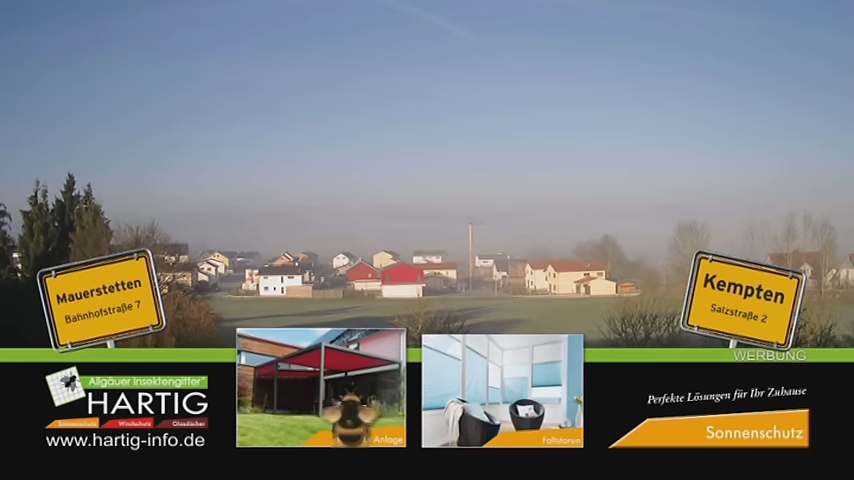 Mauerstetten
Bahnhofstraße 7
Kempten
Salzstraße 2
WERBUNG
Allgäuer Insektengitter
HARTIG
Sonnenschutz Windschutz Glasdächer
www.hartig-info.de
Anlage
Faltstoren
Perfekte Lösungen für Ihr Zuhause
Sonnenschutz